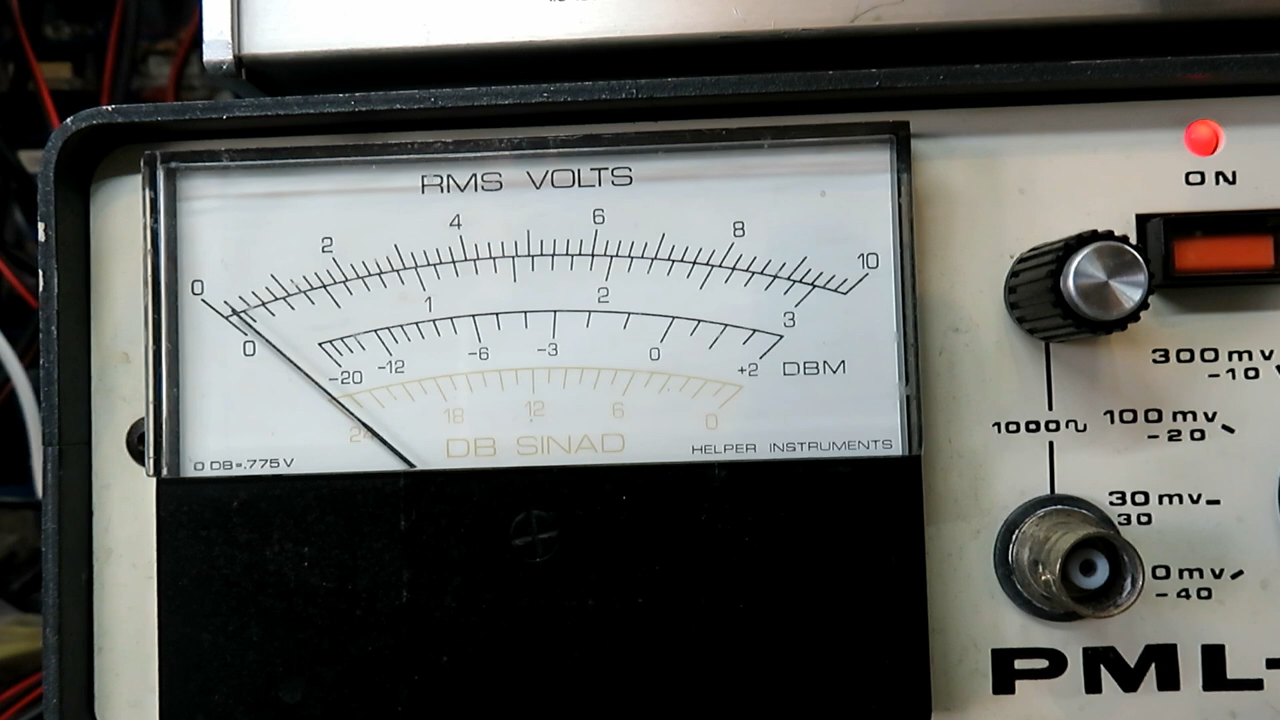 RMS VOLTS
0 2 4 6 8 10
0 1 2 3
-20 -12 -6 -3 0 +2 DBM
24 18 12 6 0
DB SINAD
0 DB=.775V
HELPER INSTRUMENTS
ON
300mv
-10
1000
100mv
-20
30mv
30
0mv
-40
PML